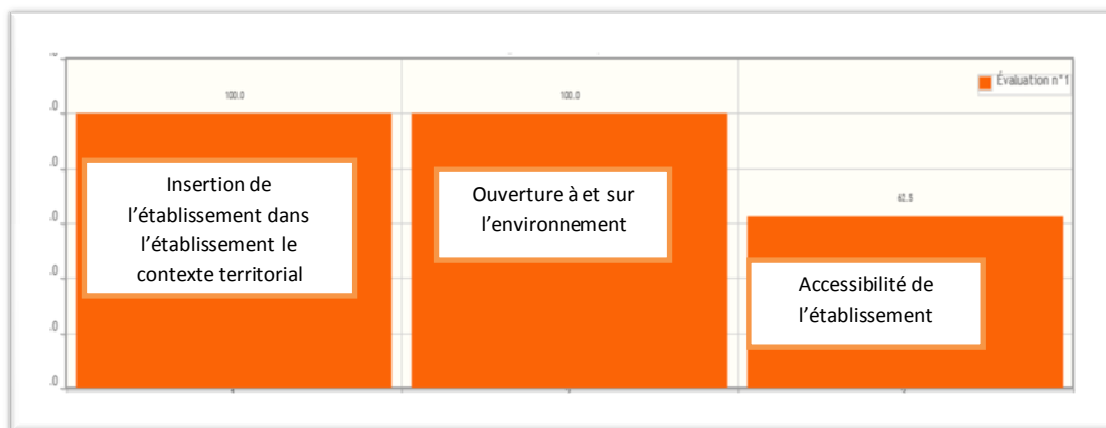 Évaluation n°1
100.0
100.0
62.5
Insertion de
l'établissement dans
l'établissement le
contexte territorial
Ouverture à et sur
l'environnement
Accessibilité de
l'établissement